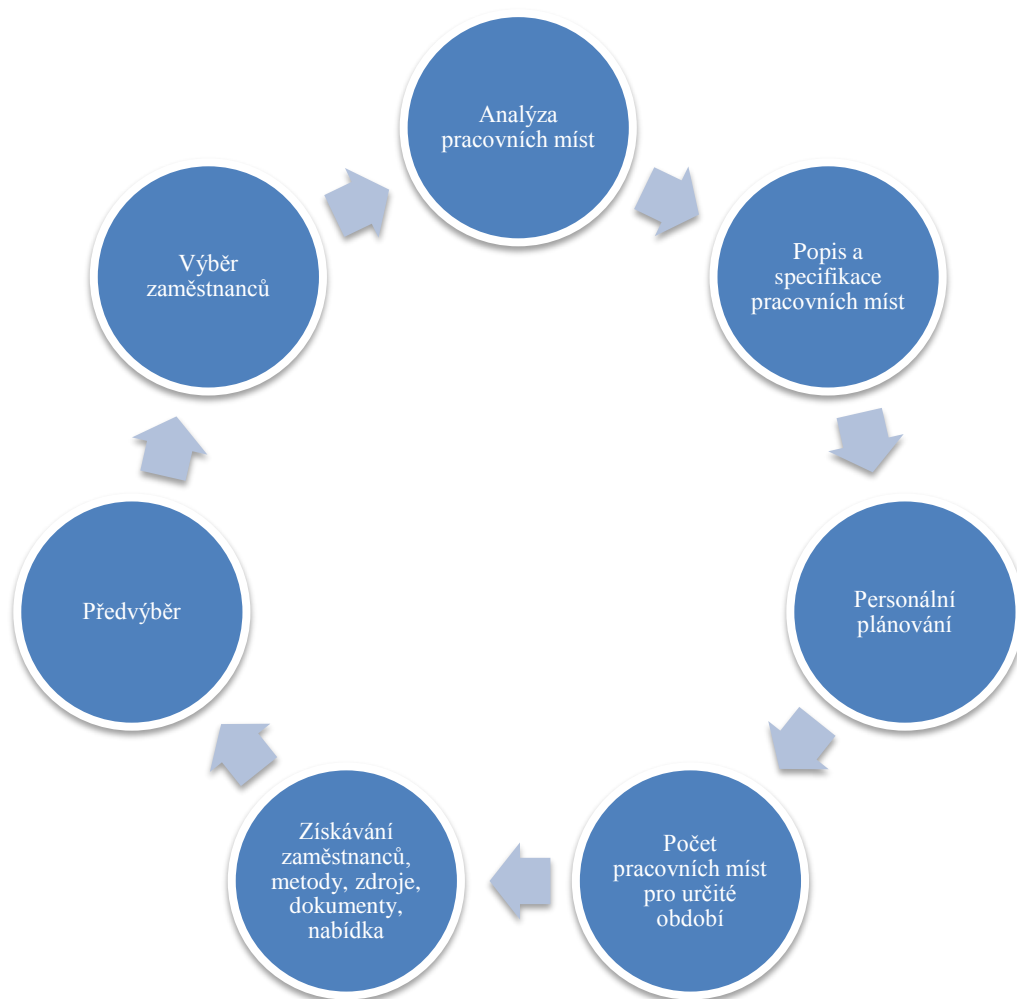 Analýza
pracovních míst
Popis a
specifikace
pracovních míst
Personální
plánování
Počet
pracovních míst
pro určité
období
Získávání
zaměstnanců,
metody, zdroje,
dokumenty,
nabídka
Předvýběr
Výběr
zaměstnanců